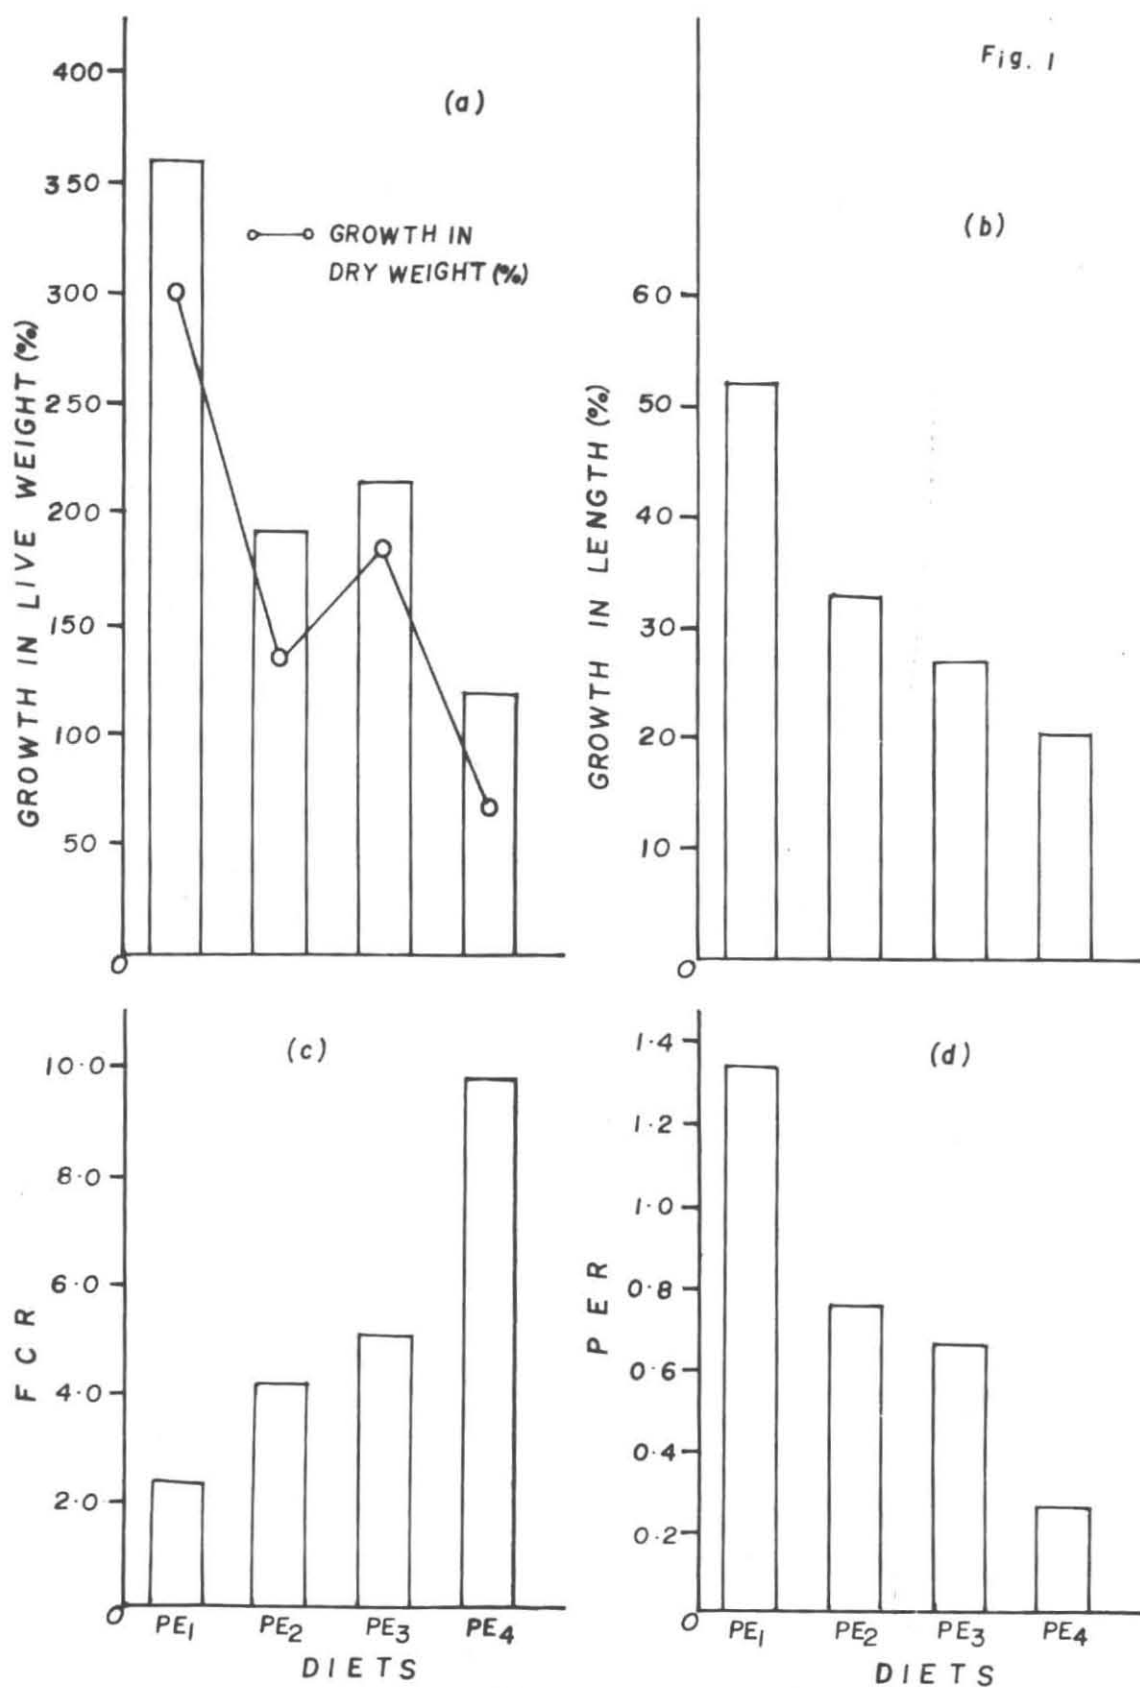 Fig. 1
(a)
400
350
300
250
200
150
100
50
0
GROWTH IN LIVE WEIGHT (%)
GROWTH IN
DRY WEIGHT (%)
(b)
60
50
40
30
20
10
0
GROWTH IN LENGTH (%)
(c)
10·0
8·0
6·0
4·0
2·0
0
F C R
PE1 PE2 PE3 PE4
DIETS
(d)
1·4
1·2
1·0
0·8
0·6
0·4
0·2
0
P E R
PE1 PE2 PE3 PE4
DIETS